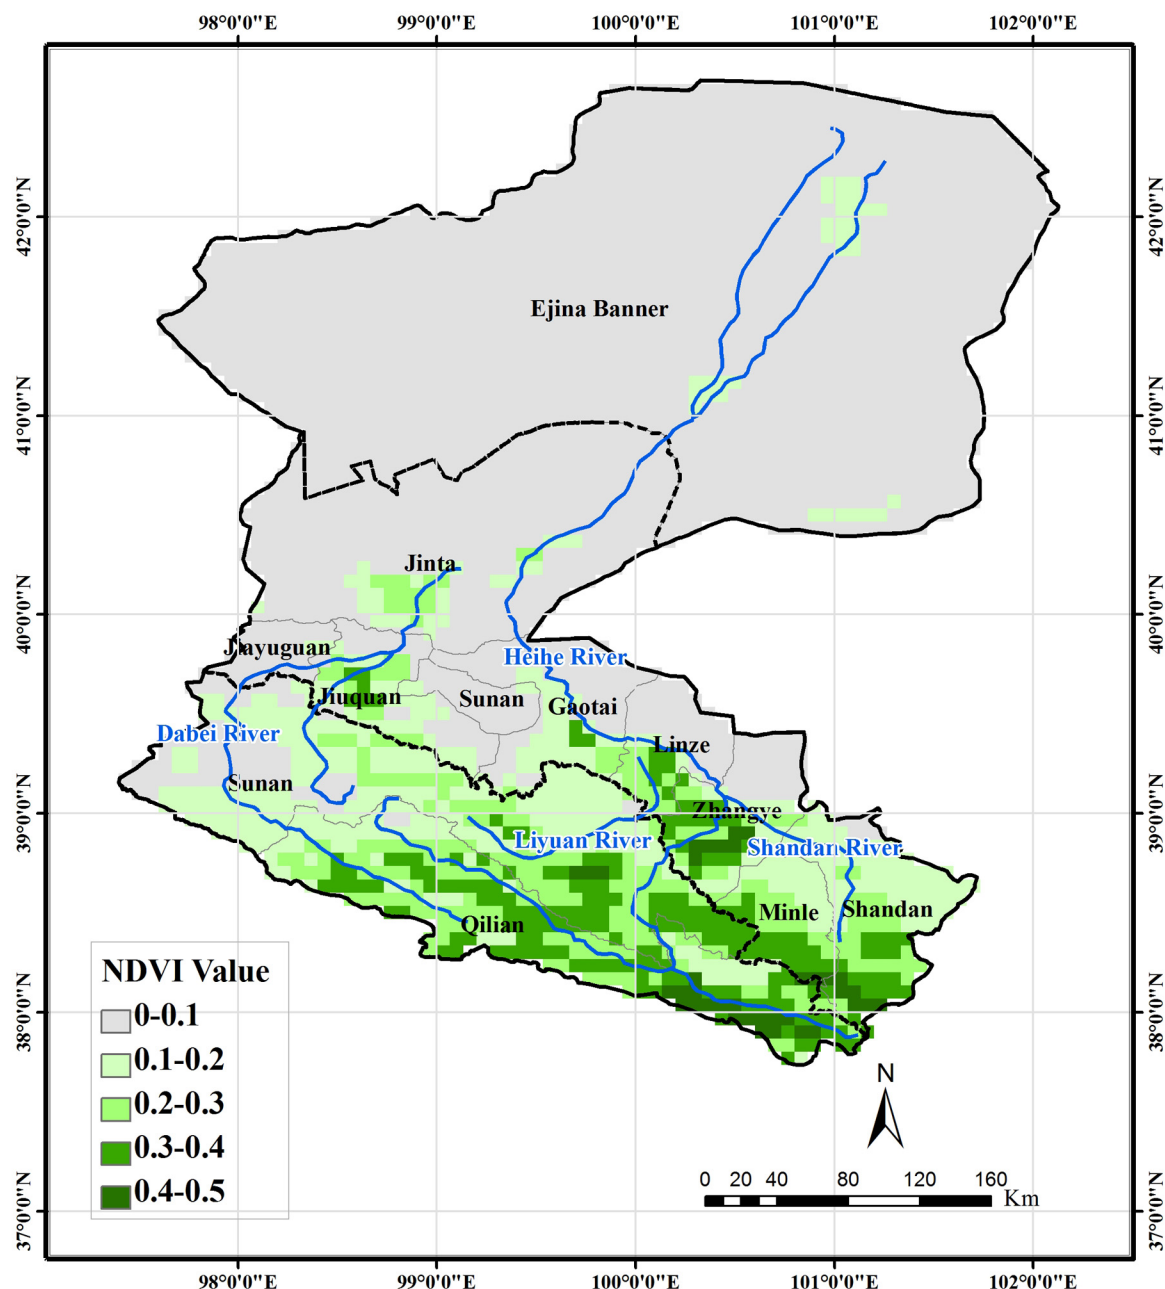 98°0'0"E 99°0'0"E 100°0'0"E 101°0'0"E 102°0'0"E
42°0'0"N 42°0'0"N
Ejina Banner
41°0'0"N 41°0'0"N
Jinta
40°0'0"N 40°0'0"N
Jiayuguan
Heihe River
Jiuquan
Sunan
Gaotai
Dabei River
Linze
Sunan
39°0'0"N 39°0'0"N
Zhangye
Liyuan River
Shandan River
Minle
Shandan
Qilian
NDVI Value
0-0.1
38°0'0"N 38°0'0"N
0.1-0.2
N
0.2-0.3
0.3-0.4
0.4-0.5
0 20 40 80 120 160
Km
37°0'0"N 37°0'0"N
98°0'0"E 99°0'0"E 100°0'0"E 101°0'0"E 102°0'0"E